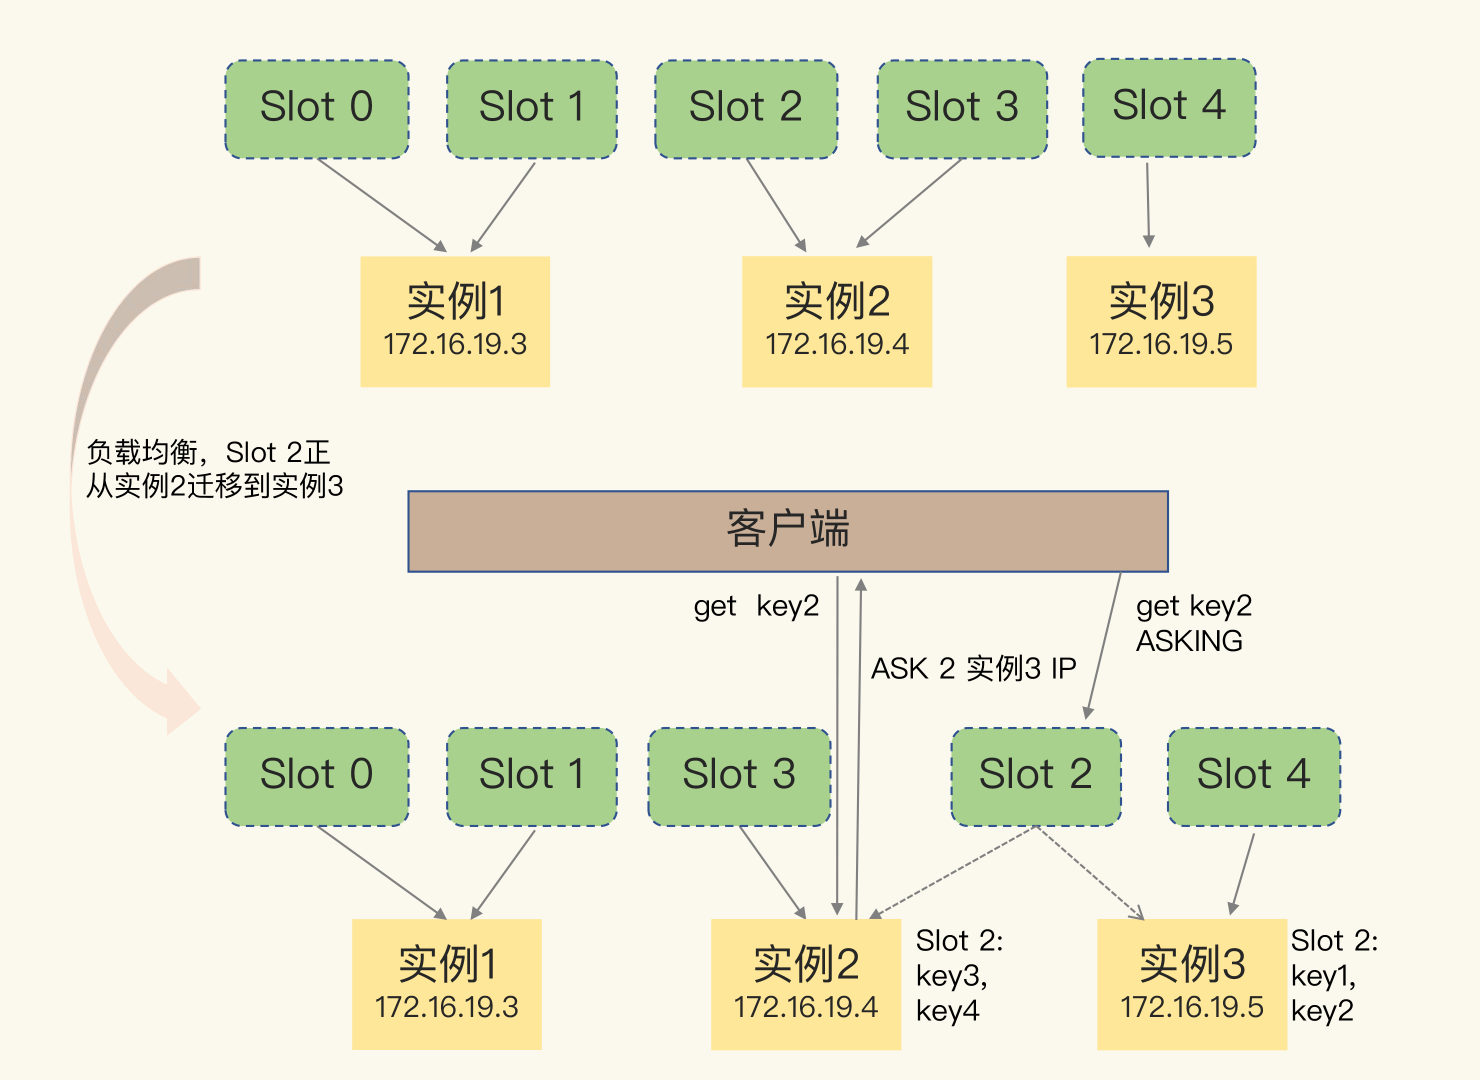 Slot 0
Slot 1
Slot 2
Slot 3
Slot 4
实例1
172.16.19.3
实例2
172.16.19.4
实例3
172.16.19.5
负载均衡，Slot 2正
从实例2迁移到实例3
客户端
get key2
get key2
ASKING
ASK 2 实例3 IP
Slot 0
Slot 1
Slot 3
Slot 2
Slot 4
实例1
172.16.19.3
实例2
172.16.19.4
Slot 2:
key3,
key4
实例3
172.16.19.5
Slot 2:
key1,
key2